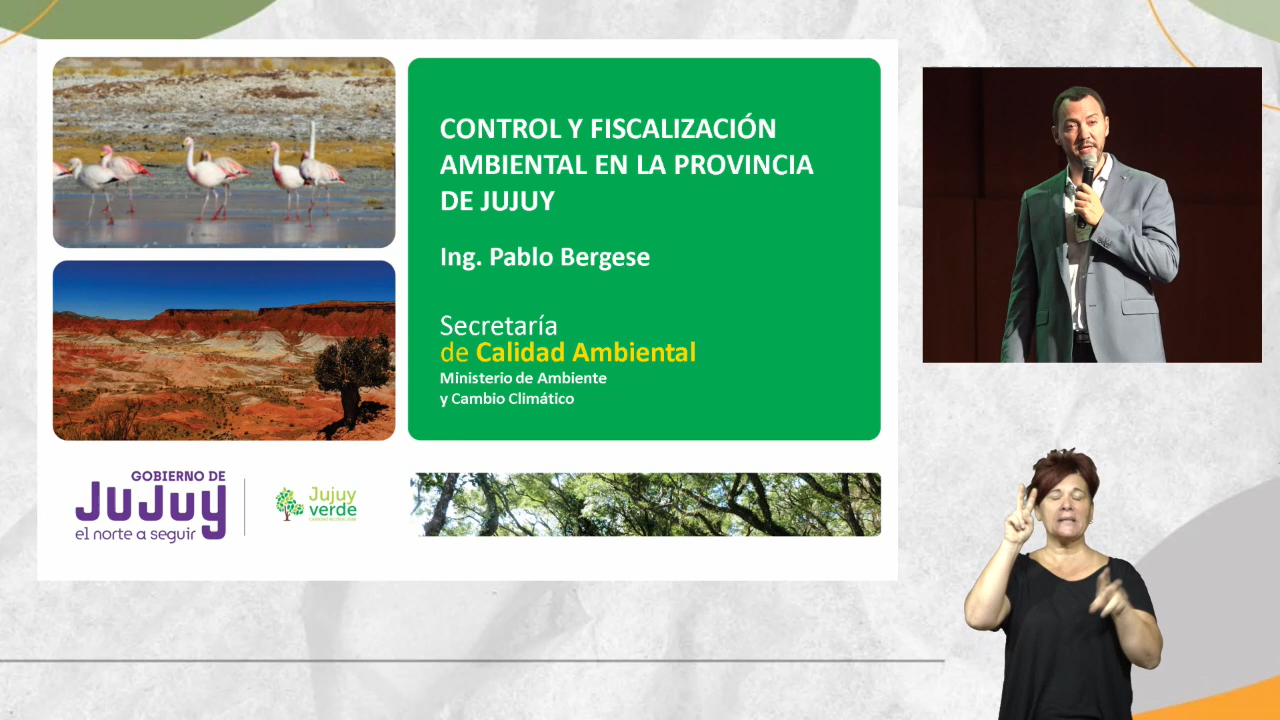 CONTROL Y FISCALIZACIÓN
AMBIENTAL EN LA PROVINCIA
DE JUJUY
Ing. Pablo Bergese
Secretaría
de Calidad Ambiental
Ministerio de Ambiente
y Cambio Climático
GOBIERNO DE
JUJUY
el norte a seguir
Jujuy
verde